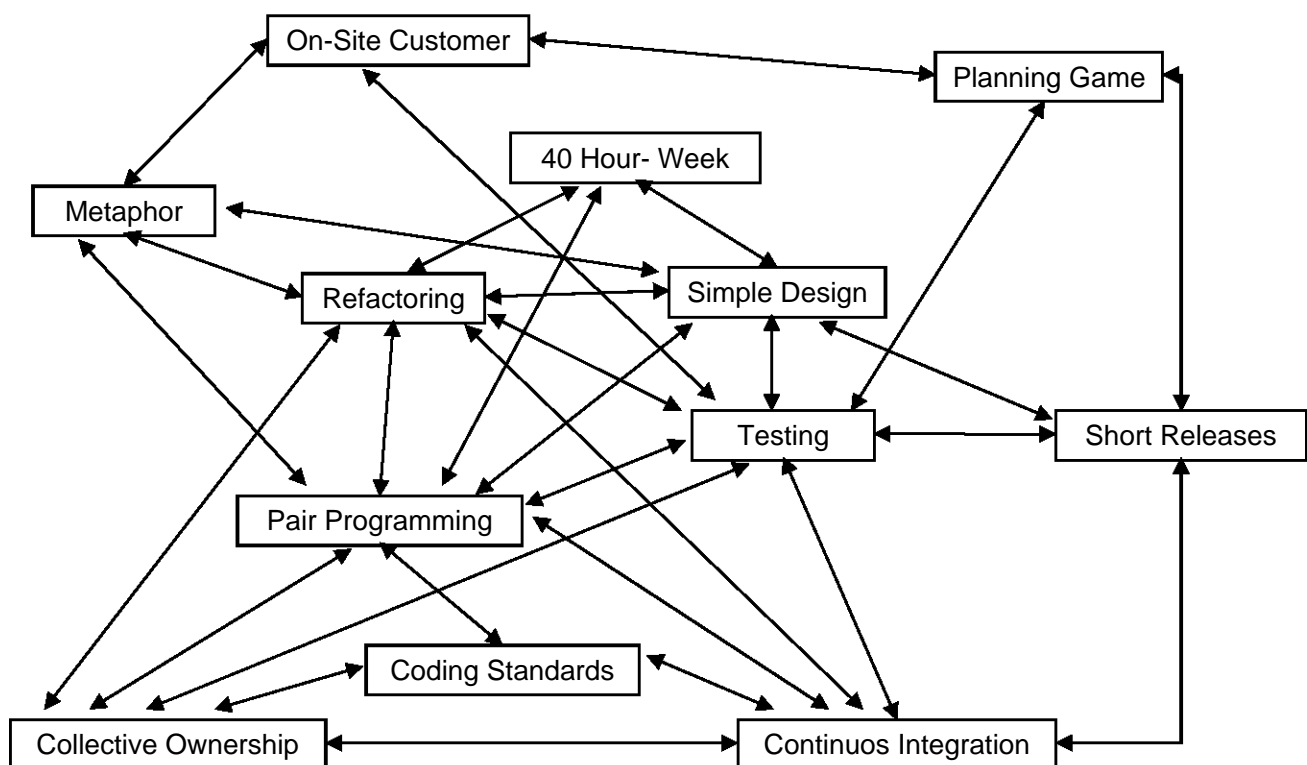 On-Site Customer
Planning Game
40 Hour- Week
Metaphor
Refactoring
Simple Design
Testing
Short Releases
Pair Programming
Coding Standards
Collective Ownership
Continuos Integration